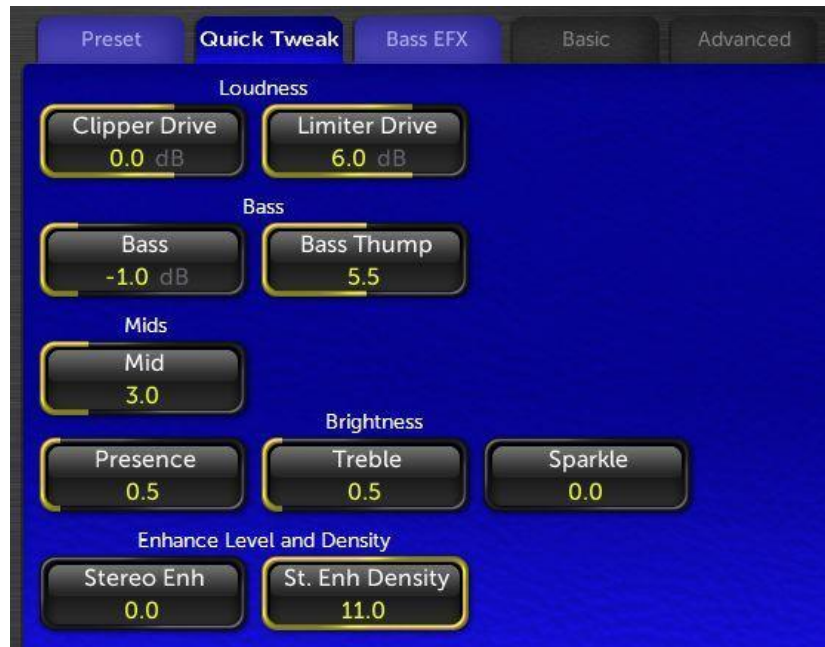 Preset Quick Tweak Bass EFX Basic Advanced
Loudness
Clipper Drive Limiter Drive
0.0 dB 6.0 dB
Bass
Bass Bass Thump
-1.0 dB 5.5
Mids
Mid
3.0
Brightness
Presence Treble Sparkle
0.5 0.5 0.0
Enhance Level and Density
Stereo Enh St. Enh Density
0.0 11.0